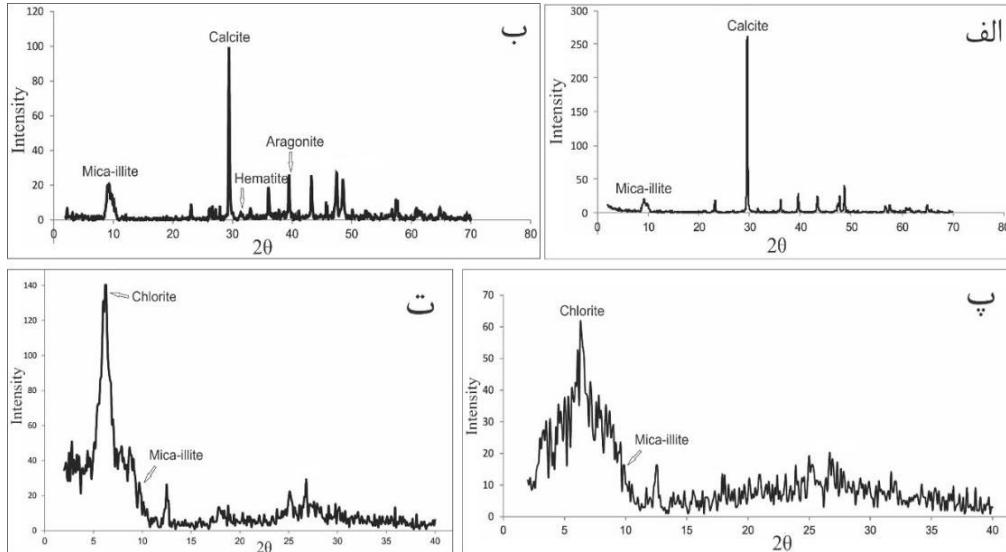 الف
300
250
200
150
100
50
0
Intensity
Calcite
Mica-illite
0 10 20 30 40 50 60 70 80
2θ
ب
120
100
80
60
40
20
0
Intensity
Calcite
Mica-illite
Hematite
Aragonite
0 10 20 30 40 50 60 70 80
2θ
پ
70
60
50
40
30
20
10
0
Intensity
Chlorite
Mica-illite
0 5 10 15 20 25 30 35 40
2θ
ت
140
120
100
80
60
40
20
0
Intensity
Chlorite
Mica-illite
0 5 10 15 20 25 30 35 40
2θ